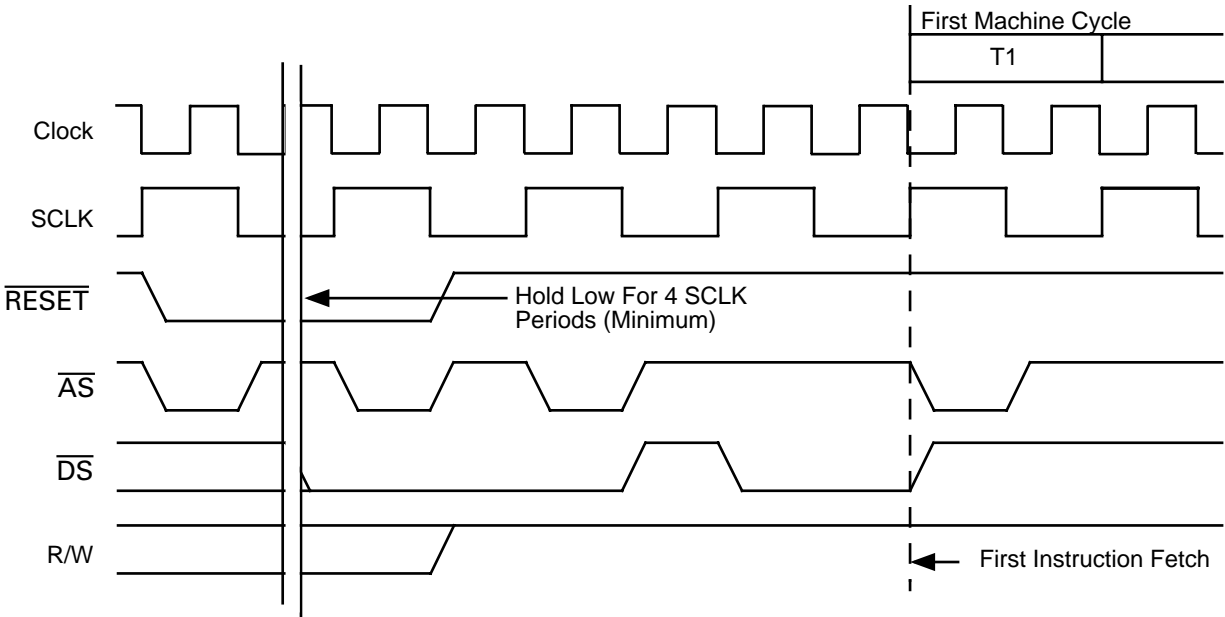 First Machine Cycle
T1
Clock
SCLK
RESET
Hold Low For 4 SCLK
Periods (Minimum)
AS
DS
R/W
First Instruction Fetch